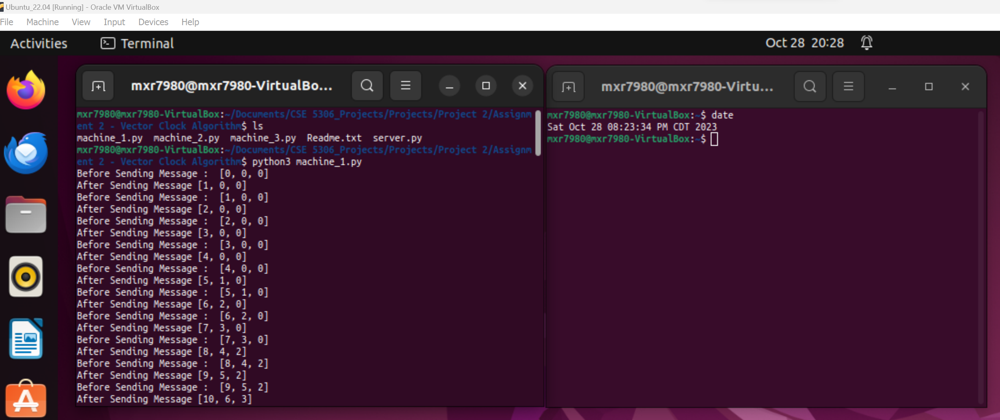 Ubuntu_22.04 [Running] - Oracle VM VirtualBox
File Machine View Input Devices Help
Activities Terminal Oct 28 20:28
mxr7980@mxr7980-VirtualBo...
mxr7980@mxr7980-VirtualBox:~/Documents/CSE 5306_Projects/Projects/Project 2/Assignm
ent 2 - Vector Clock Algorithm$ ls
machine_1.py machine_2.py machine_3.py Readme.txt server.py
mxr7980@mxr7980-VirtualBox:~/Documents/CSE 5306_Projects/Projects/Project 2/Assignm
ent 2 - Vector Clock Algorithm$ python3 machine_1.py
Before Sending Message :  [0, 0, 0]
After Sending Message [1, 0, 0]
Before Sending Message :  [1, 0, 0]
After Sending Message [2, 0, 0]
Before Sending Message :  [2, 0, 0]
After Sending Message [3, 0, 0]
Before Sending Message :  [3, 0, 0]
After Sending Message [4, 0, 0]
Before Sending Message :  [4, 0, 0]
After Sending Message [5, 1, 0]
Before Sending Message :  [5, 1, 0]
After Sending Message [6, 2, 0]
Before Sending Message :  [6, 2, 0]
After Sending Message [7, 3, 0]
Before Sending Message :  [7, 3, 0]
After Sending Message [8, 4, 2]
Before Sending Message :  [8, 4, 2]
After Sending Message [9, 5, 2]
Before Sending Message :  [9, 5, 2]
After Sending Message [10, 6, 3]
mxr7980@mxr7980-Virtu...
mxr7980@mxr7980-VirtualBox:~$ date
Sat Oct 28 08:23:34 PM CDT 2023
mxr7980@mxr7980-VirtualBox:~$